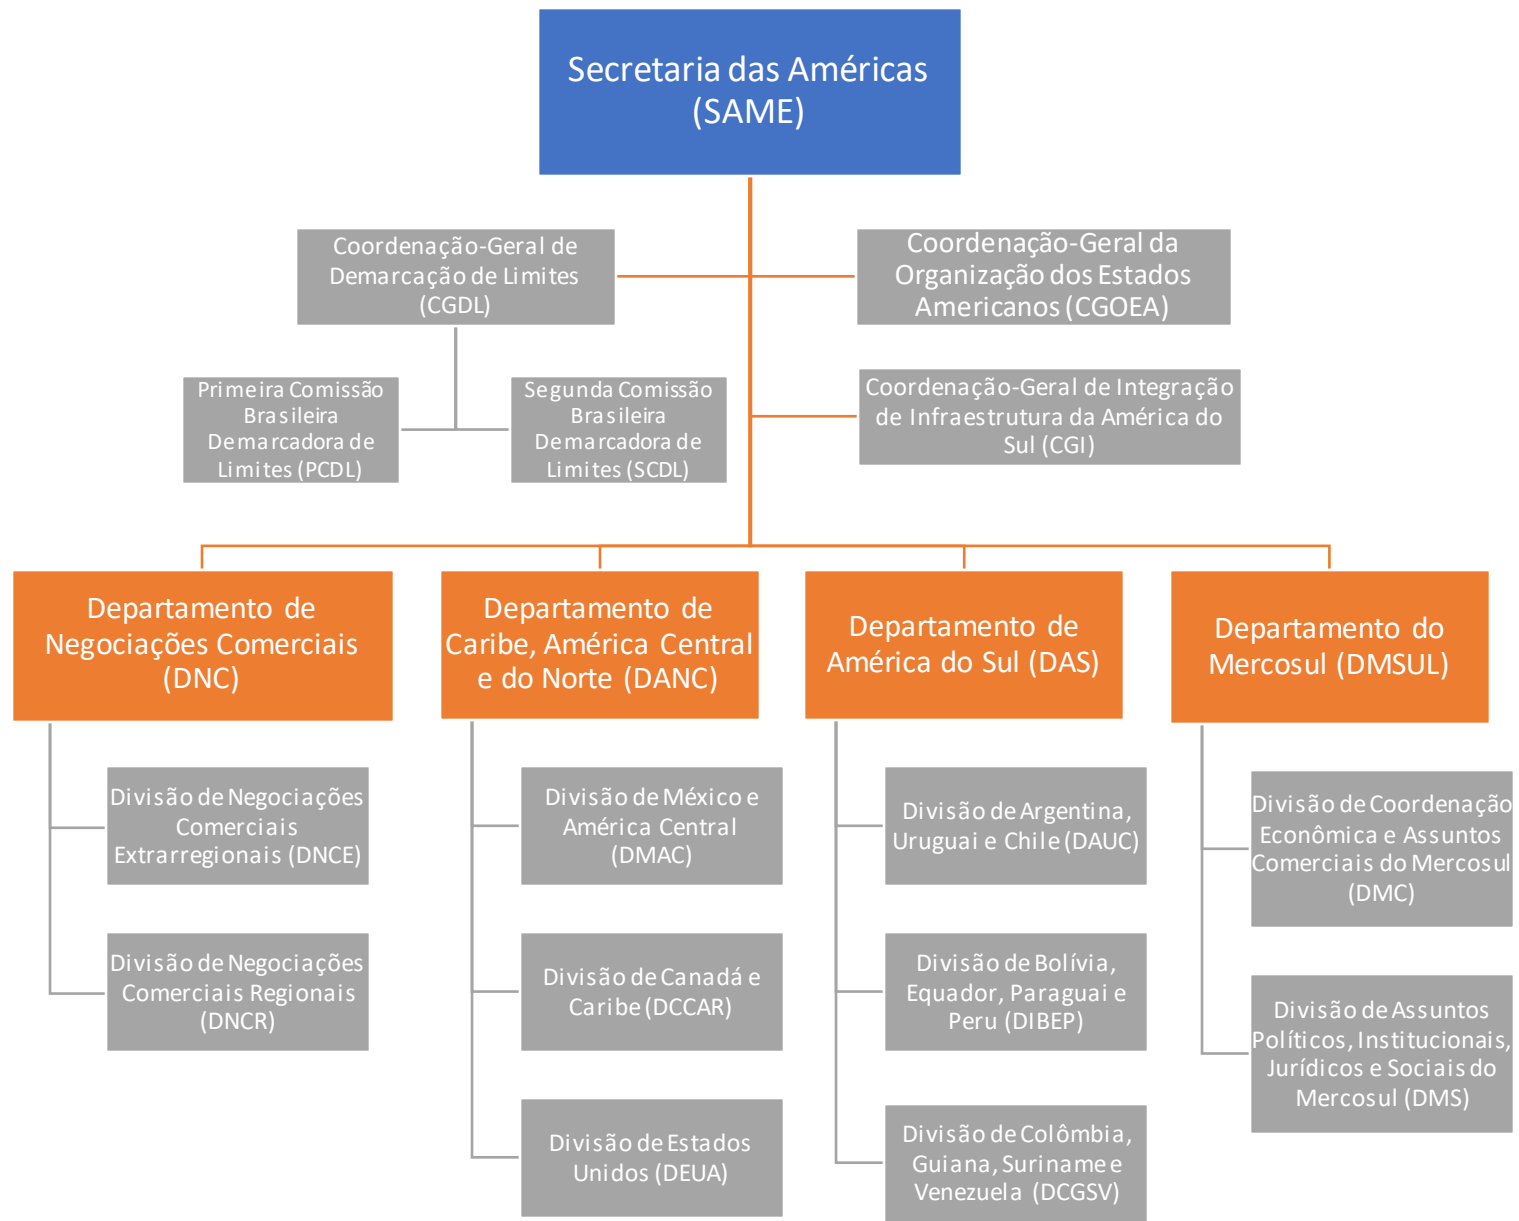 Secretaria das Américas
(SAME)
Coordenação-Geral de
Demarcação de Limites
(CGDL)
Coordenação-Geral da
Organização dos Estados
Americanos (CGOEA)
Primeira Comissão
Brasileira
Demarcadora de
Limites (PCDL)
Segunda Comissão
Brasileira
Demarcadora de
Limites (SCDL)
Coordenação-Geral de Integração
de Infraestrutura da América do
Sul (CGI)
Departamento de
Negociações Comerciais
(DNC)
Departamento de
Caribe, América Central
e do Norte (DANC)
Departamento de
América do Sul (DAS)
Departamento do
Mercosul (DMSUL)
Divisão de Negociações
Comerciais
Extrarregionais (DNCE)
Divisão de México e
América Central
(DMAC)
Divisão de Argentina,
Uruguai e Chile (DAUC)
Divisão de Coordenação
Econômica e Assuntos
Comerciais do Mercosul
(DMC)
Divisão de Negociações
Comerciais Regionais
(DNCR)
Divisão de Canadá e
Caribe (DCCAR)
Divisão de Bolívia,
Equador, Paraguai e
Peru (DIBEP)
Divisão de Assuntos
Políticos, Institucionais,
Jurídicos e Sociais do
Mercosul (DMS)
Divisão de Estados
Unidos (DEUA)
Divisão de Colômbia,
Guiana, Suriname e
Venezuela (DCGSV)